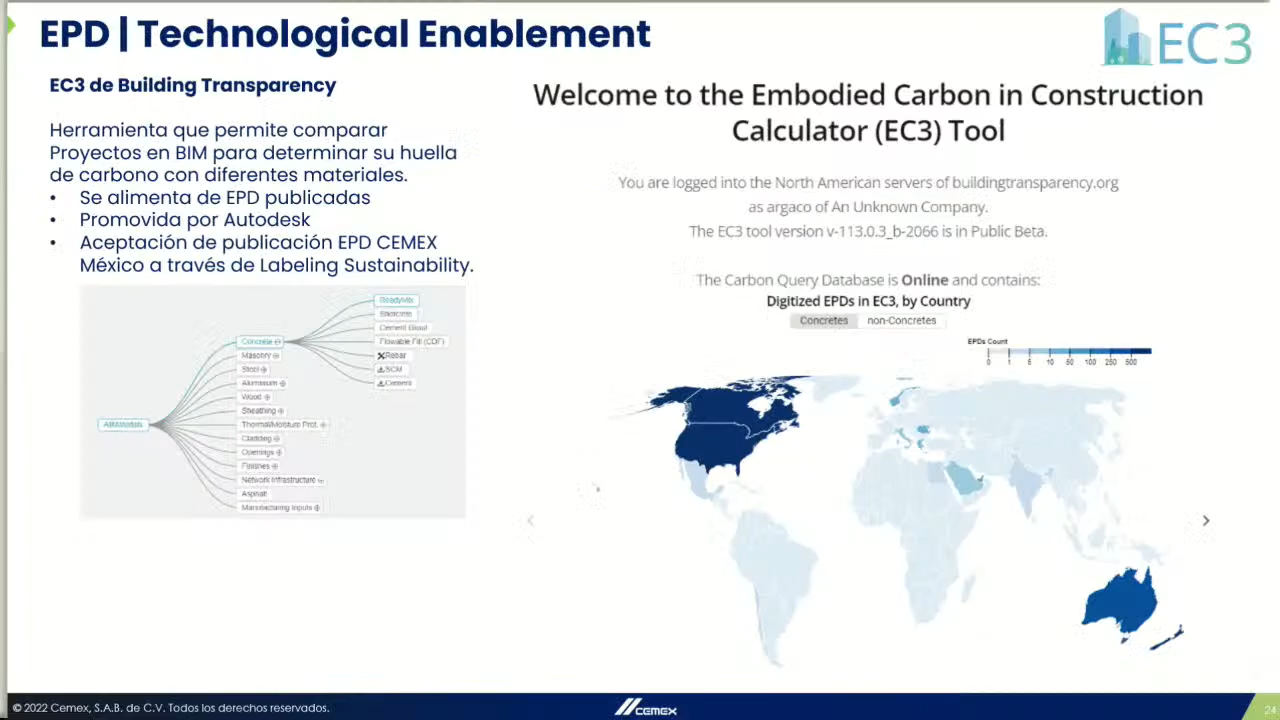 EPD | Technological Enablement
EC3
EC3 de Building Transparency
Herramienta que permite comparar
Proyectos en BIM para determinar su huella
de carbono con diferentes materiales.
• Se alimenta de EPD publicadas
• Promovida por Autodesk
• Aceptación de publicación EPD CEMEX
México a través de Labeling Sustainability.
AllMaterials
Concrete
Masonry
Steel
Aluminum
Wood
Sheathing
Thermal/Moisture Prot.
Cladding
Openings
Finishes
Network Infrastructure
Asphalt
Manufacturing Inputs
ReadyMix
Shotcrete
Cement Grout
Flowable Fill (CDF)
Rebar
SCM
Cement
Welcome to the Embodied Carbon in Construction
Calculator (EC3) Tool
You are logged into the North American servers of buildingtransparency.org
as argaco of An Unknown Company.
The EC3 tool version v-113.0.3_b-2066 is in Public Beta.
The Carbon Query Database is Online and contains:
Digitized EPDs in EC3, by Country
Concretes non-Concretes
EPDs Count
0 1 5 10 50 100 250 500
© 2022 Cemex, S.A.B. de C.V. Todos los derechos reservados.
CEMEX
24